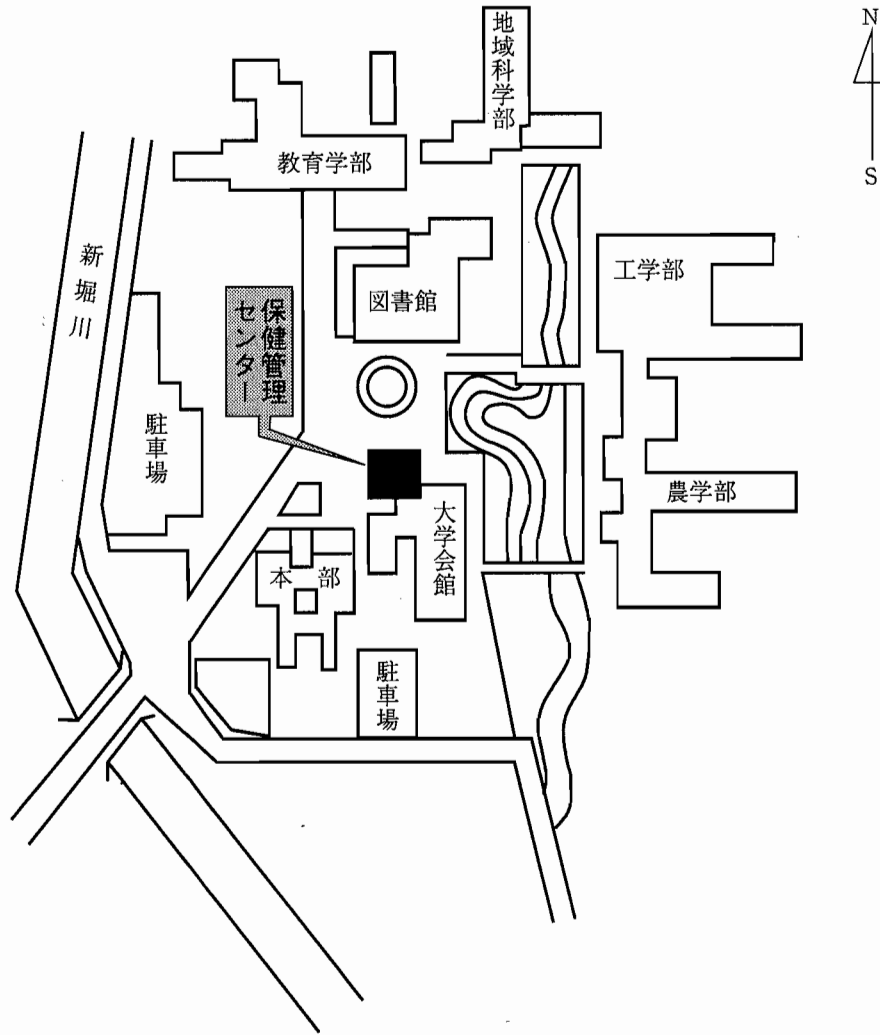 N
S
地域科学部
教育学部
新堀川
工学部
図書館
保健管理
センター
駐車場
農学部
大学会館
本部
駐車場